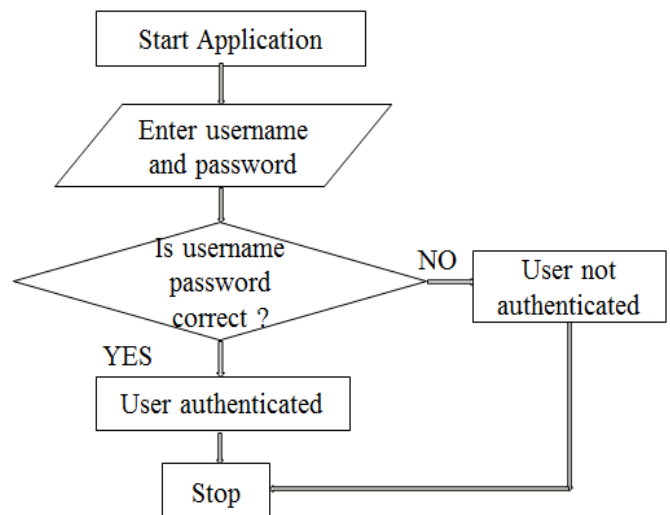 Start Application
Enter username
and password
Is username
password
correct ?
NO
User not
authenticated
YES
User authenticated
Stop